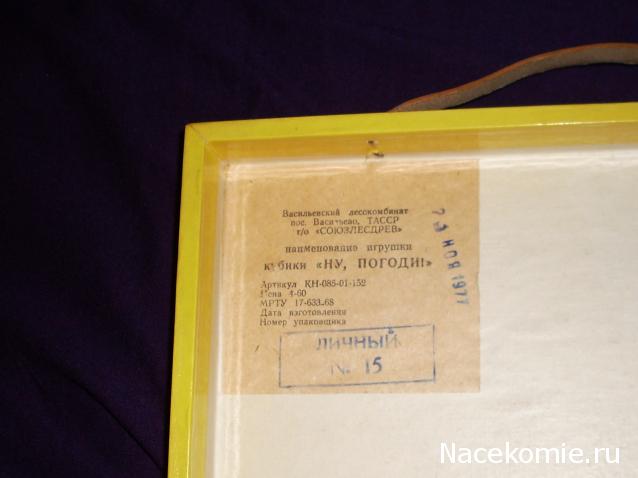 Васильевский лесокомбинат
пос. Васильево, ТАССР
г/о «СОЮЗЛЕСДРЕВ»
наименование игрушки
кубики «НУ, ПОГОДИ!»
Артикул КН-085-01-152
Цена 4-60
МРТУ 17-633-68
Дата изготовления
Номер упаковщика
НОЯ 1977
ЛИЧНЫЙ
№ 15
Nacekomie.ru